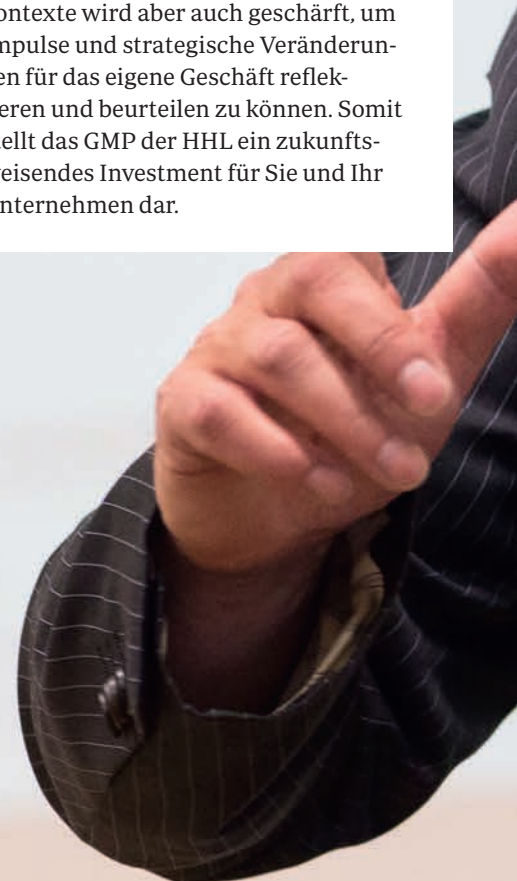 ontexte wird aber auch geschärft, um
mpulse und strategische Veränderun-
en für das eigene Geschäft reflek-
eren und beurteilen zu können. Somit
ellt das GMP der HHL ein zukunfts-
eisendes Investment für Sie und Ihr
nternehmen dar.